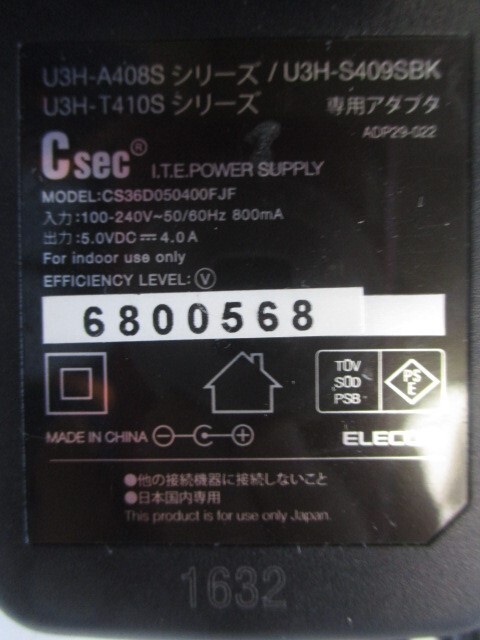 U3H-A408S シリーズ / U3H-S409SBK
U3H-T410S シリーズ 専用アダプタ
ADP29-022
Csec® I.T.E.POWER SUPPLY
MODEL:CS36D050400FJF
入力:100-240V~50/60Hz 800mA
出力:5.0VDC⎓4.0A
For indoor use only
EFFICIENCY LEVEL:Ⓥ
6800568
TÜV
SÜD
PSB
PS
E
MADE IN CHINA
ELECOM
●他の接続機器に接続しないこと
●日本国内専用
This product is for use only Japan.
1632